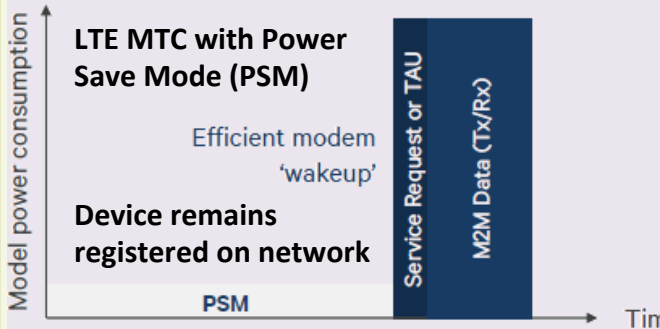 Model power consumption
LTE MTC with Power
Save Mode (PSM)
Efficient modem
'wakeup'
Device remains
registered on network
PSM
Service Request or TAU
M2M Data (Tx/Rx)
Tim